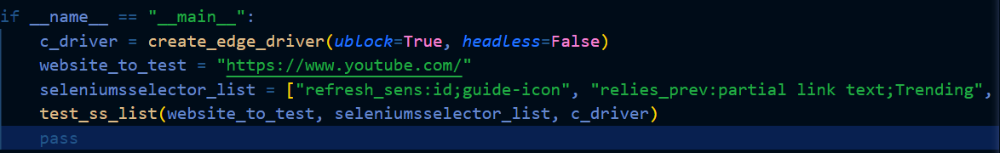 if __name__ == "__main__":
    c_driver = create_edge_driver(ublock=True, headless=False)
    website_to_test = "https://www.youtube.com/"
    seleniumsselector_list = ["refresh_sens:id;guide-icon", "relies_prev:partial link text;Trending",
    test_ss_list(website_to_test, seleniumsselector_list, c_driver)
    pass